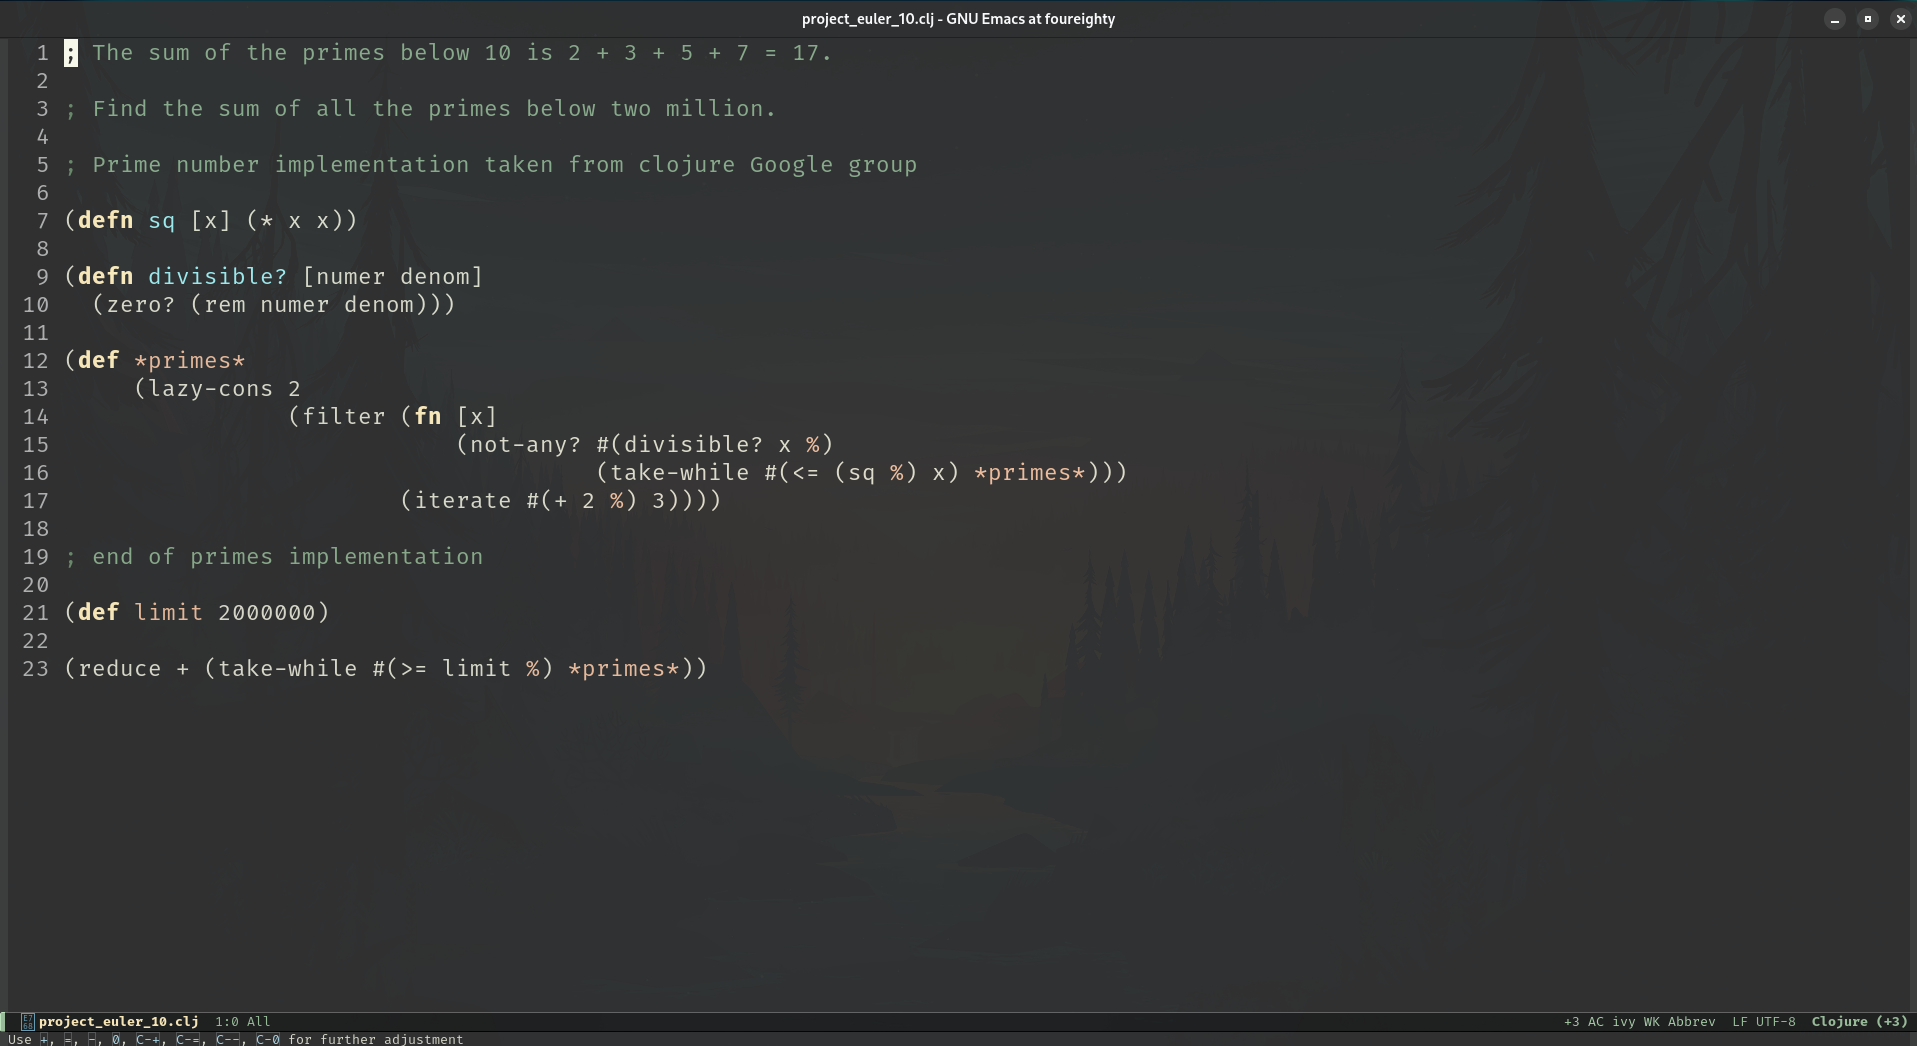 project_euler_10.clj - GNU Emacs at foureighty
1 ; The sum of the primes below 10 is 2 + 3 + 5 + 7 = 17.
2
3 ; Find the sum of all the primes below two million.
4
5 ; Prime number implementation taken from clojure Google group
6
7 (defn sq [x] (* x x))
8
9 (defn divisible? [numer denom]
10   (zero? (rem numer denom)))
11
12 (def *primes*
13      (lazy-cons 2
14                 (filter (fn [x]
15                             (not-any? #(divisible? x %)
16                                       (take-while #(<= (sq %) x) *primes*)))
17                         (iterate #(+ 2 %) 3))))
18
19 ; end of primes implementation
20
21 (def limit 2000000)
22
23 (reduce + (take-while #(>= limit %) *primes*))
project_euler_10.clj 1:0 All +3 AC ivy WK Abbrev LF UTF-8 Clojure (+3)
Use +, =, -, 0, C-+, C-=, C--, C-0 for further adjustment